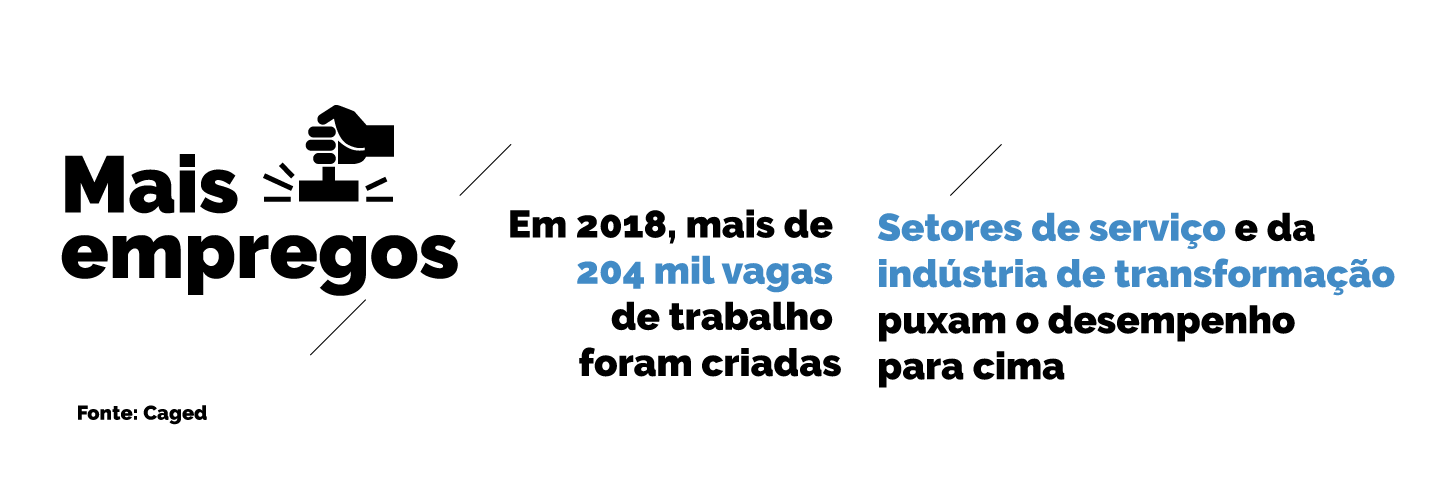 Mais
empregos
Em 2018, mais de
204 mil vagas
de trabalho
foram criadas
Setores de serviço e da
indústria de transformação
puxam o desempenho
para cima
Fonte: Caged